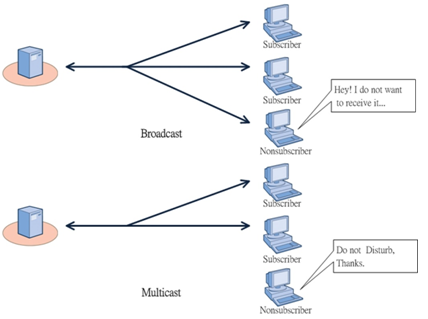 Subscriber
Subscriber
Hey! I do not want
to receive it...
Broadcast
Nonsubscriber
Subscriber
Subscriber
Do not Disturb,
Thanks.
Multicast
Nonsubscriber